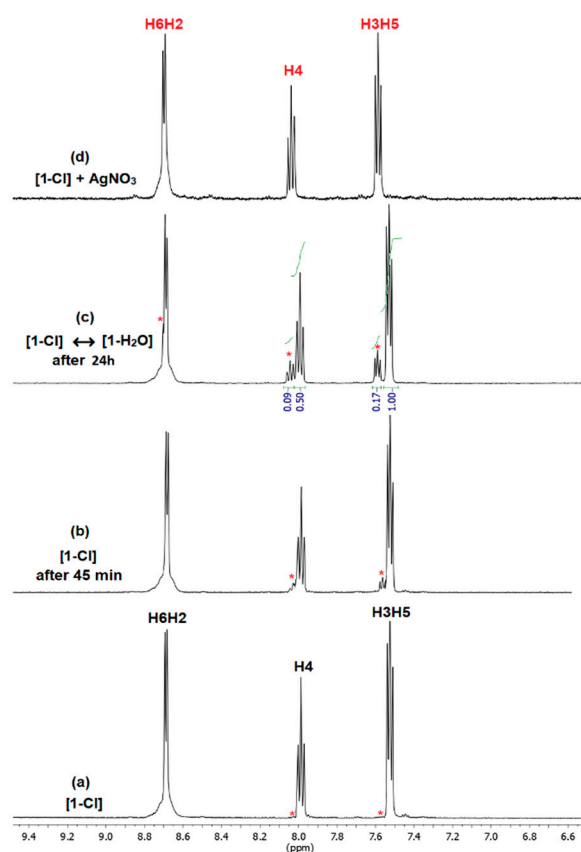 H6H2
H4
H3H5
(d)
[1-Cl] + AgNO₃
(c)
[1-Cl] ↔ [1-H₂O]
after 24h
*
*
*
0.09
0.50
0.17
1.00
(b)
[1-Cl]
after 45 min
*
*
H6H2
H4
H3H5
(a)
[1-Cl]
*
*
9.4 9.2 9.0 8.8 8.6 8.4 8.2 8.0 7.8 7.6 7.4 7.2 7.0 6.8 6.6
(ppm)